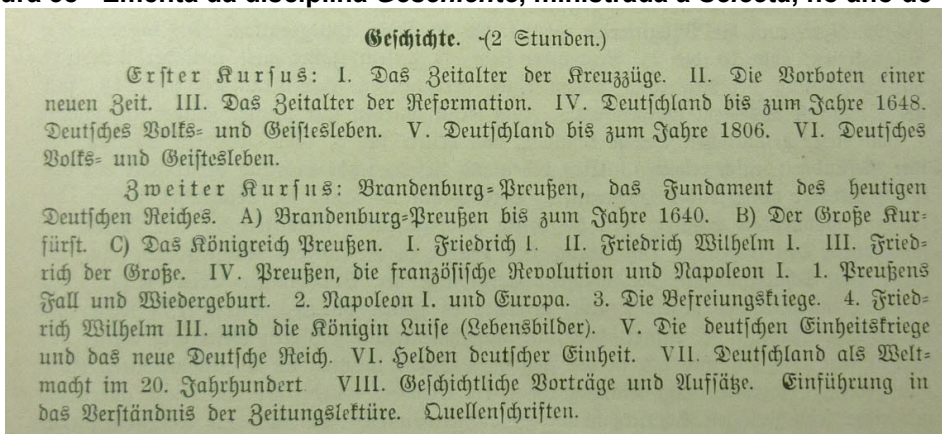 Geschichte. (2 Stunden.)
Erster Kursus: I. Das Zeitalter der Kreuzzüge. II. Die Vorboten einer
neuen Zeit. III. Das Zeitalter der Reformation. IV. Deutschland bis zum Jahre 1648.
Deutsches Volks- und Geistesleben. V. Deutschland bis zum Jahre 1806. VI. Deutsches
Volks- und Geistesleben.
Zweiter Kursus: Brandenburg-Preußen, das Fundament des heutigen
Deutschen Reiches. A) Brandenburg-Preußen bis zum Jahre 1640. B) Der Große Kur-
fürst. C) Das Königreich Preußen. I. Friedrich I. II. Friedrich Wilhelm I. III. Fried-
rich der Große. IV. Preußen, die französische Revolution und Napoleon I. 1. Preußens
Fall und Wiedergeburt. 2. Napoleon I. und Europa. 3. Die Befreiungskriege. 4. Fried-
rich Wilhelm III. und die Königin Luise (Lebensbilder). V. Die deutschen Einheitskriege
und das neue Deutsche Reich. VI. Helden deutscher Einheit. VII. Deutschland als Welt-
macht im 20. Jahrhundert VIII. Geschichtliche Vorträge und Aufsätze. Einführung in
das Verständnis der Zeitungslektüre. Quellenschriften.